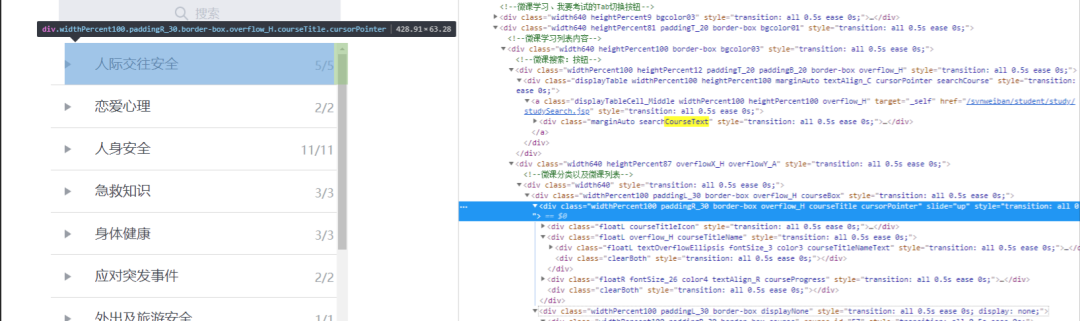 搜索
div.widthPercent100.paddingR_30.border-box.overflow_H.courseTitle.cursorPointer | 428.91×63.28
人际交往安全 5/5
恋爱心理 2/2
人身安全 11/11
急救知识 3/3
身体健康 3/3
应对突发事件 2/2
外出及旅游安全 1/1
<!--微课学习、我要考试的Tab切换按钮-->
<div class="width640 heightPercent9 bgcolor03" style="transition: all 0.5s ease 0s;">…</div>
<div class="width640 heightPercent81 paddingT_20 border-box bgcolor01" style="transition: all 0.5s ease 0s;">
<!--微课学习列表内容-->
<div class="width640 heightPercent100 border-box bgcolor03" style="transition: all 0.5s ease 0s;">
<!--微课搜索：按钮-->
<div class="widthPercent100 heightPercent12 paddingT_20 paddingB_20 border-box overflow_H" style="transition: all 0.5s ease 0s;">
<div class="displayTable widthPercent100 heightPercent100 marginAuto textAlign_C cursorPointer searchCourse" style="transition: all 0.5s
ease 0s;">
<a class="displayTableCell_Middle widthPercent100 heightPercent100 overflow_H" target="_self" href="/svnweiban/student/study/
studySearch.jsp" style="transition: all 0.5s ease 0s;">
<div class="marginAuto searchCourseText" style="transition: all 0.5s ease 0s;">…</div>
</a>
</div>
</div>
<div class="width640 heightPercent87 overflowX_H overflowY_A" style="transition: all 0.5s ease 0s;">
<!--微课分类以及微课列表-->
<div class="width640" style="transition: all 0.5s ease 0s;">
<div class="widthPercent100 paddingL_30 border-box overflow_H courseBox" style="transition: all 0.5s ease 0s;">
<div class="widthPercent100 paddingR_30 border-box overflow_H courseTitle cursorPointer" slide="up" style="transition: all 0
"> == $0
<div class="floatL courseTitleIcon" style="transition: all 0.5s ease 0s;">…</div>
<div class="floatL overflow_H courseTitleName" style="transition: all 0.5s ease 0s;">
<div class="floatL textOverflowEllipsis fontSize_3 color3 courseTitleNameText" style="transition: all 0.5s ease 0s;">…</div>
<div class="clearBoth" style="transition: all 0.5s ease 0s;"></div>
</div>
<div class="floatR fontSize_26 color4 textAlign_R courseProgress" style="transition: all 0.5s ease 0s;">…</div>
<div class="clearBoth" style="transition: all 0.5s ease 0s;"></div>
</div>
<div class="widthPercent100 paddingL_30 border-box displayNone" style="transition: all 0.5s ease 0s; display: none;">